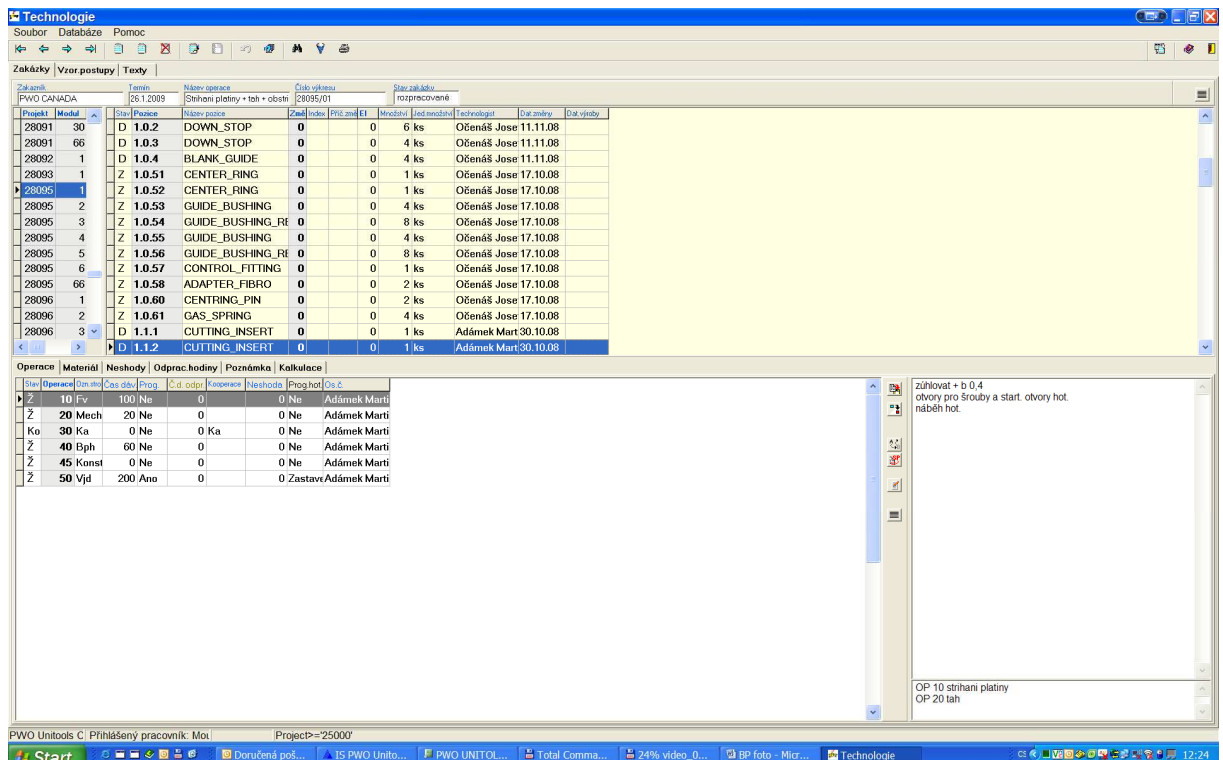 Technologie
Soubor Databáze Pomoc
Zakázky Vzor.postupy Texty
Zakazník Termín Název operace Číslo výkresu Stav zakázky
PWO CANADA 26.1.2009 Strihani platiny + tah + obstri 28095/01 rozpracované
Projekt Modul Stav Pozice Název pozice Změ Index Příč.změ El Množství Jed.množství Technologist Dat.změny Dat.výroby
28091 30 D 1.0.2 DOWN_STOP 0 0 6 ks Očenáš Jose 11.11.08
28091 66 D 1.0.3 DOWN_STOP 0 0 4 ks Očenáš Jose 11.11.08
28092 1 D 1.0.4 BLANK_GUIDE 0 0 4 ks Očenáš Jose 11.11.08
28093 1 Z 1.0.51 CENTER_RING 0 0 1 ks Očenáš Jose 17.10.08
28095 1 Z 1.0.52 CENTER_RING 0 0 1 ks Očenáš Jose 17.10.08
28095 2 Z 1.0.53 GUIDE_BUSHING 0 0 4 ks Očenáš Jose 17.10.08
28095 3 Z 1.0.54 GUIDE_BUSHING_RE 0 0 8 ks Očenáš Jose 17.10.08
28095 4 Z 1.0.55 GUIDE_BUSHING 0 0 4 ks Očenáš Jose 17.10.08
28095 5 Z 1.0.56 GUIDE_BUSHING_RE 0 0 8 ks Očenáš Jose 17.10.08
28095 6 Z 1.0.57 CONTROL_FITTING 0 0 1 ks Očenáš Jose 17.10.08
28095 66 Z 1.0.58 ADAPTER_FIBRO 0 0 2 ks Očenáš Jose 17.10.08
28096 1 Z 1.0.60 CENTRING_PIN 0 0 2 ks Očenáš Jose 17.10.08
28096 2 Z 1.0.61 GAS_SPRING 0 0 4 ks Očenáš Jose 17.10.08
28096 3 D 1.1.1 CUTTING_INSERT 0 0 1 ks Adámek Mart 30.10.08
D 1.1.2 CUTTING_INSERT 0 0 1 ks Adámek Mart 30.10.08
Operace Materiál Neshody Odprac.hodiny Poznámka Kalkulace
Stav Operace Ozn.stro Čas dáv. Prog. Č.d. odpr. Kooperace Neshoda Prog.hot Os.č.
Ž 10 Fv 100 Ne 0 0 Ne Adámek Marti
Ž 20 Mech 20 Ne 0 0 Ne Adámek Marti
Ko 30 Ka 0 Ne 0 Ka 0 Ne Adámek Marti
Ž 40 Bph 60 Ne 0 0 Ne Adámek Marti
Ž 45 Konst 0 Ne 0 0 Ne Adámek Marti
Ž 50 Vjd 200 Ano 0 0 Zastave Adámek Marti
zúhlovat + b 0,4
otvory pro šrouby a start. otvory hot.
náběh hot.
OP 10 strihani platiny
OP 20 tah
PWO Unitools C Přihlášený pracovník: Mou Project>='25000'
Start Doručená poš... IS PWO Unito... PWO UNITOL... Total Comma... 24% video_0... BP foto - Micr... Technologie CS 12:24